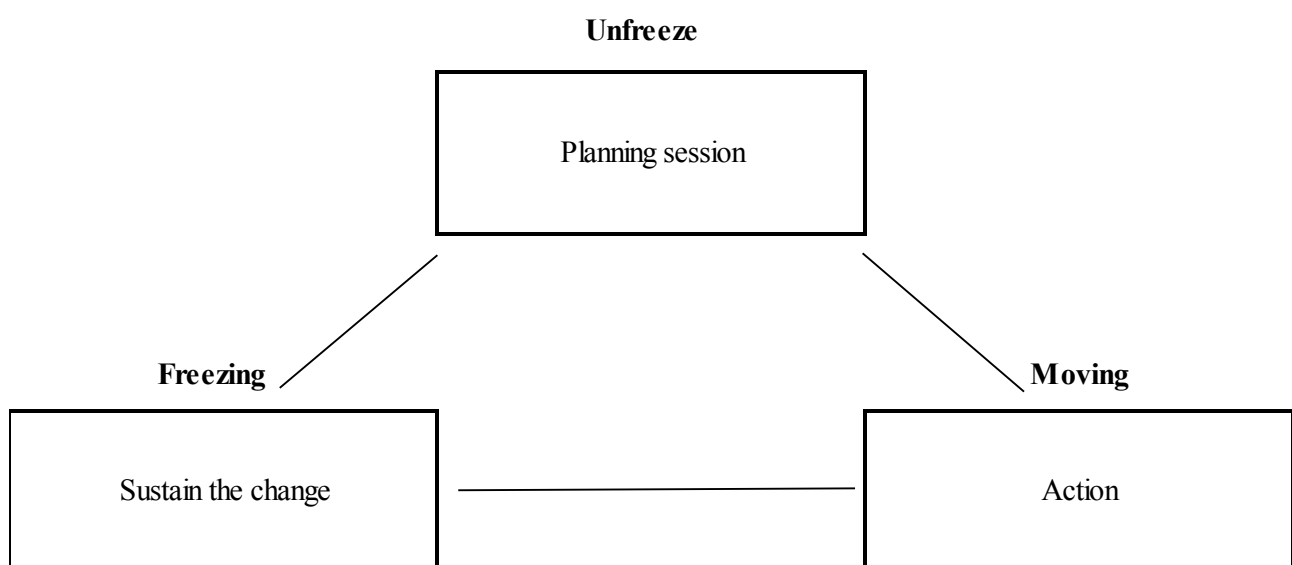 Unfreeze
Planning session
Freezing
Moving
Sustain the change
Action